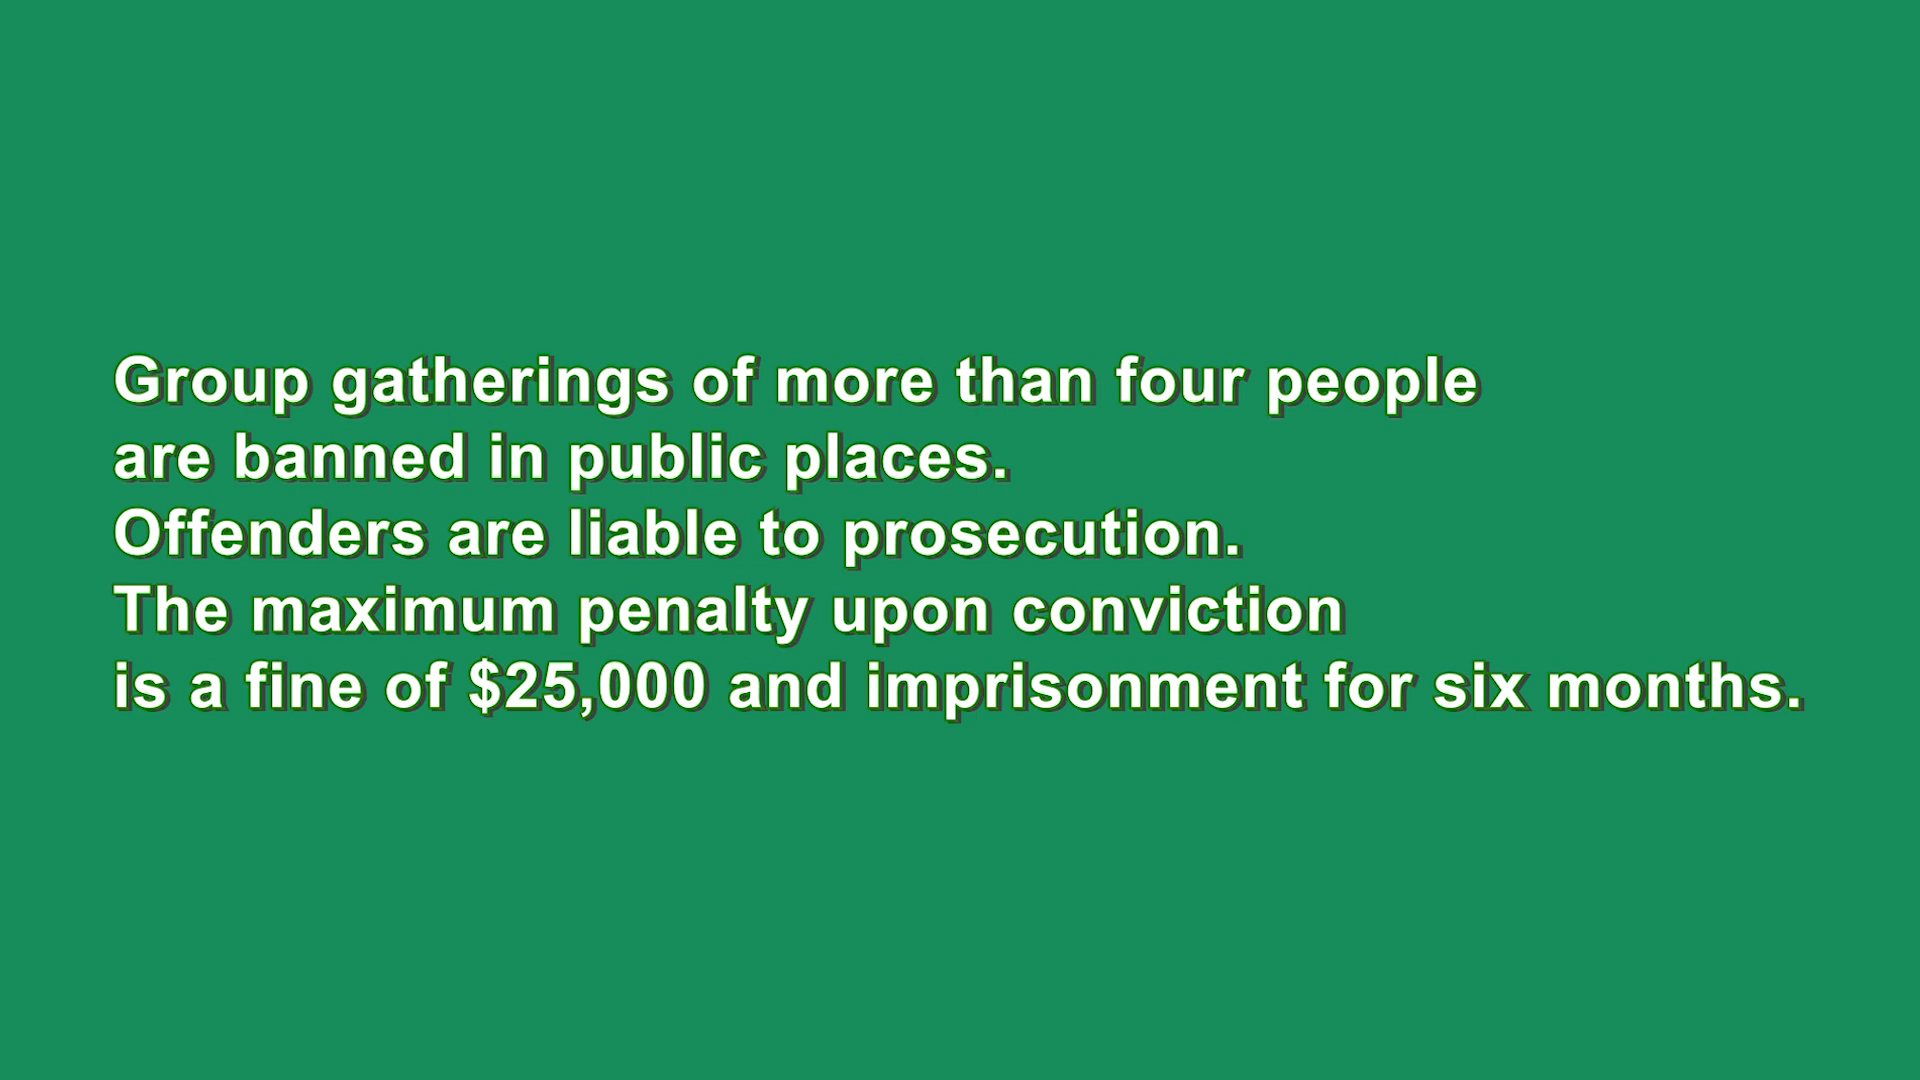 Group gatherings of more than four people
are banned in public places.
Offenders are liable to prosecution.
The maximum penalty upon conviction
is a fine of $25,000 and imprisonment for six months.